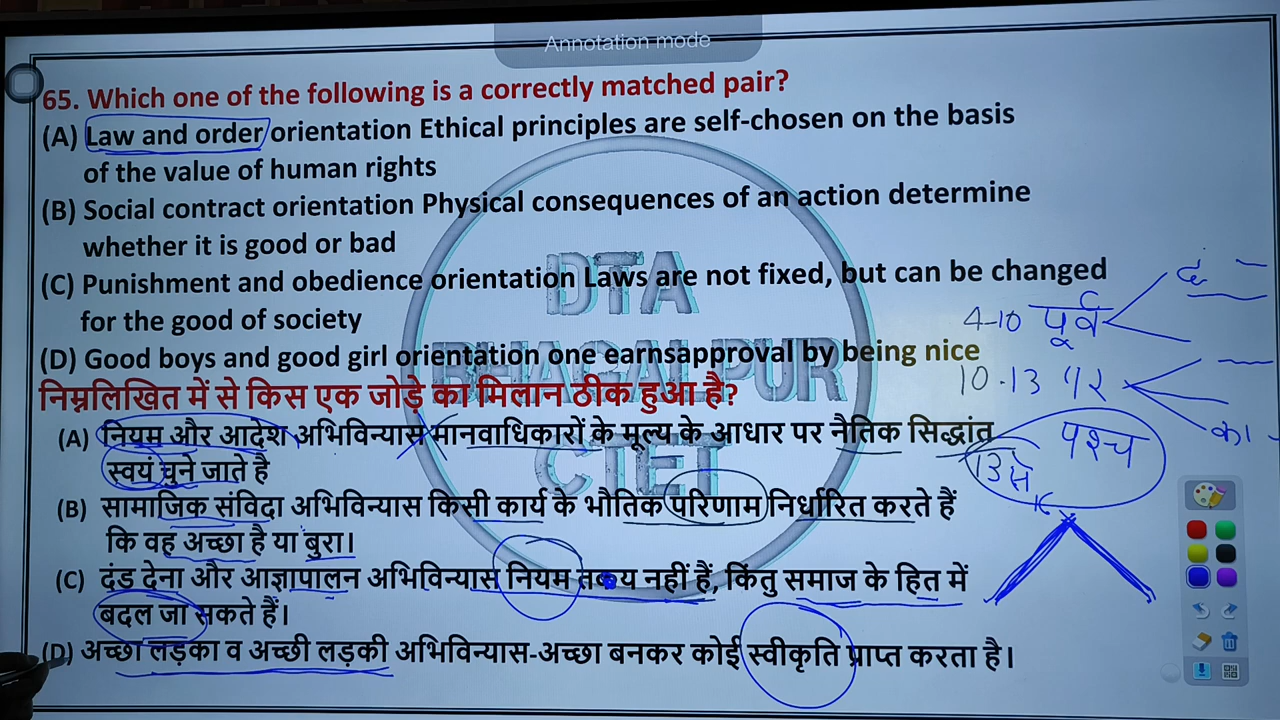 Annotation mode
65. Which one of the following is a correctly matched pair?
(A) Law and order orientation Ethical principles are self-chosen on the basis
of the value of human rights
(B) Social contract orientation Physical consequences of an action determine
whether it is good or bad
(C) Punishment and obedience orientation Laws are not fixed, but can be changed
for the good of society
(D) Good boys and good girl orientation one earnsapproval by being nice
निम्नलिखित में से किस एक जोड़े का मिलान ठीक हुआ है?
(A) नियम और आदेश अभिविन्यास मानवाधिकारों के मूल्य के आधार पर नैतिक सिद्धांत
स्वयं चुने जाते है
(B) सामाजिक संविदा अभिविन्यास किसी कार्य के भौतिक परिणाम निर्धारित करते हैं
कि वह अच्छा है या बुरा।
(C) दंड देना और आज्ञापालन अभिविन्यास नियम नहीं हैं, किंतु समाज के हित में
बदल जा सकते हैं।
(D) अच्छा लड़का व अच्छी लड़की अभिविन्यास-अच्छा बनकर कोई स्वीकृति प्राप्त करता है।
DTA
BHAGALPUR
CTET
4-10 पूर्व
10-13 पर
पश्च
13 से